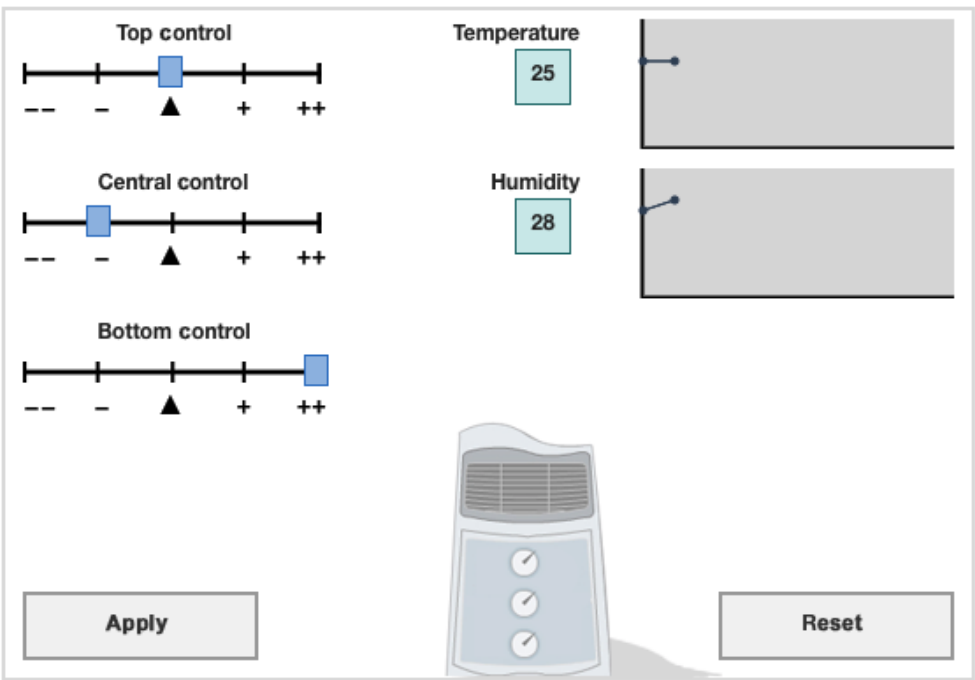 Top control
-- - ▲ + ++
Temperature
25
Central control
-- - ▲ + ++
Humidity
28
Bottom control
-- - ▲ + ++
Apply
Reset